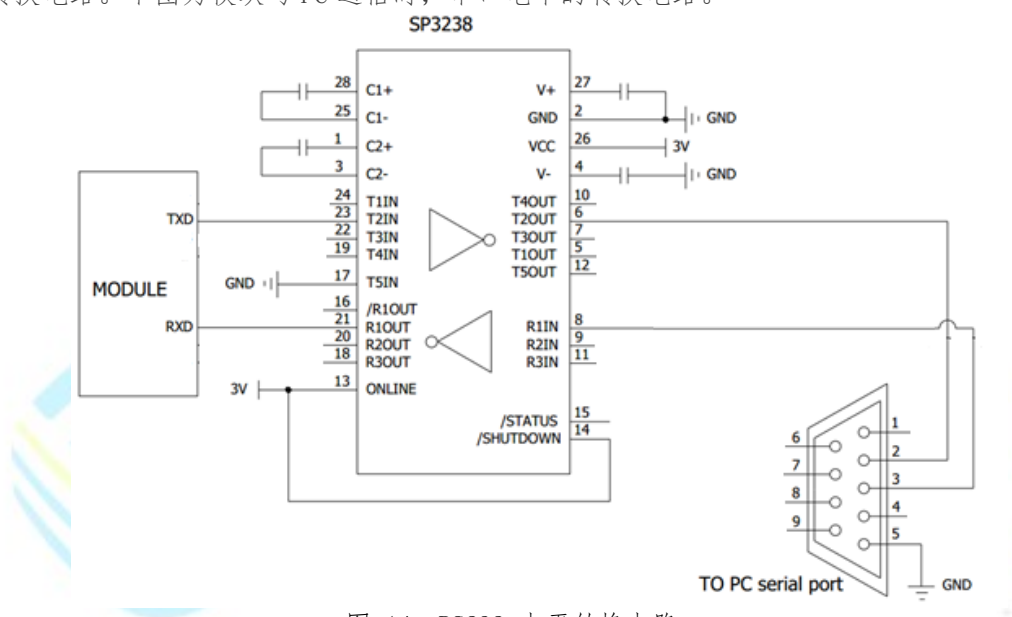 SP3238
28 C1+
25 C1-
1 C2+
3 C2-
24 T1IN
23 T2IN
22 T3IN
19 T4IN
17 T5IN
16 /R1OUT
21 R1OUT
20 R2OUT
18 R3OUT
13 ONLINE
V+ 27
GND 2
VCC 26
V- 4
T4OUT 10
T2OUT 6
T3OUT 7
T1OUT 5
T5OUT 12
R1IN 8
R2IN 9
R3IN 11
/STATUS 15
/SHUTDOWN 14
GND
3V
GND
TXD
MODULE
RXD
GND
3V
1
6
2
7
3
8
4
9
5
TO PC serial port
GND